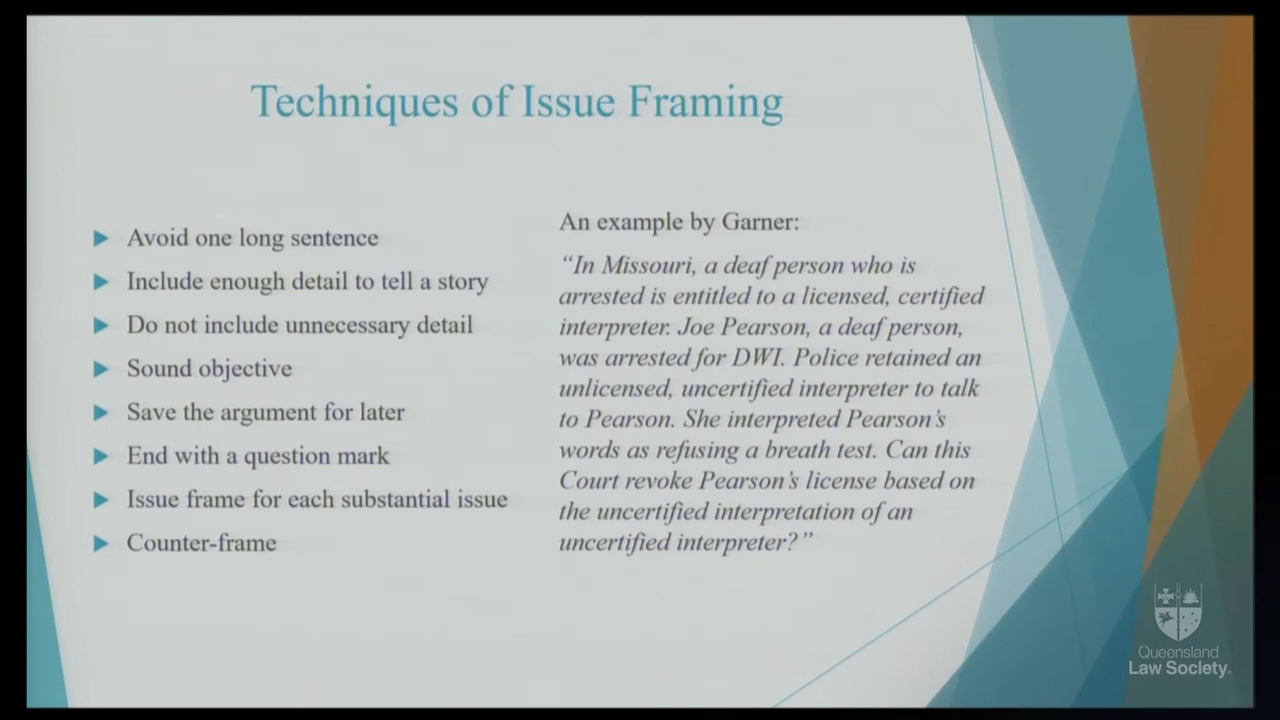 Techniques of Issue Framing
Avoid one long sentence
Include enough detail to tell a story
Do not include unnecessary detail
Sound objective
Save the argument for later
End with a question mark
Issue frame for each substantial issue
Counter-frame
An example by Garner:
“In Missouri, a deaf person who is
arrested is entitled to a licensed, certified
interpreter. Joe Pearson, a deaf person,
was arrested for DWI. Police retained an
unlicensed, uncertified interpreter to talk
to Pearson. She interpreted Pearson’s
words as refusing a breath test. Can this
Court revoke Pearson’s license based on
the uncertified interpretation of an
uncertified interpreter?”
Queensland
Law Society.